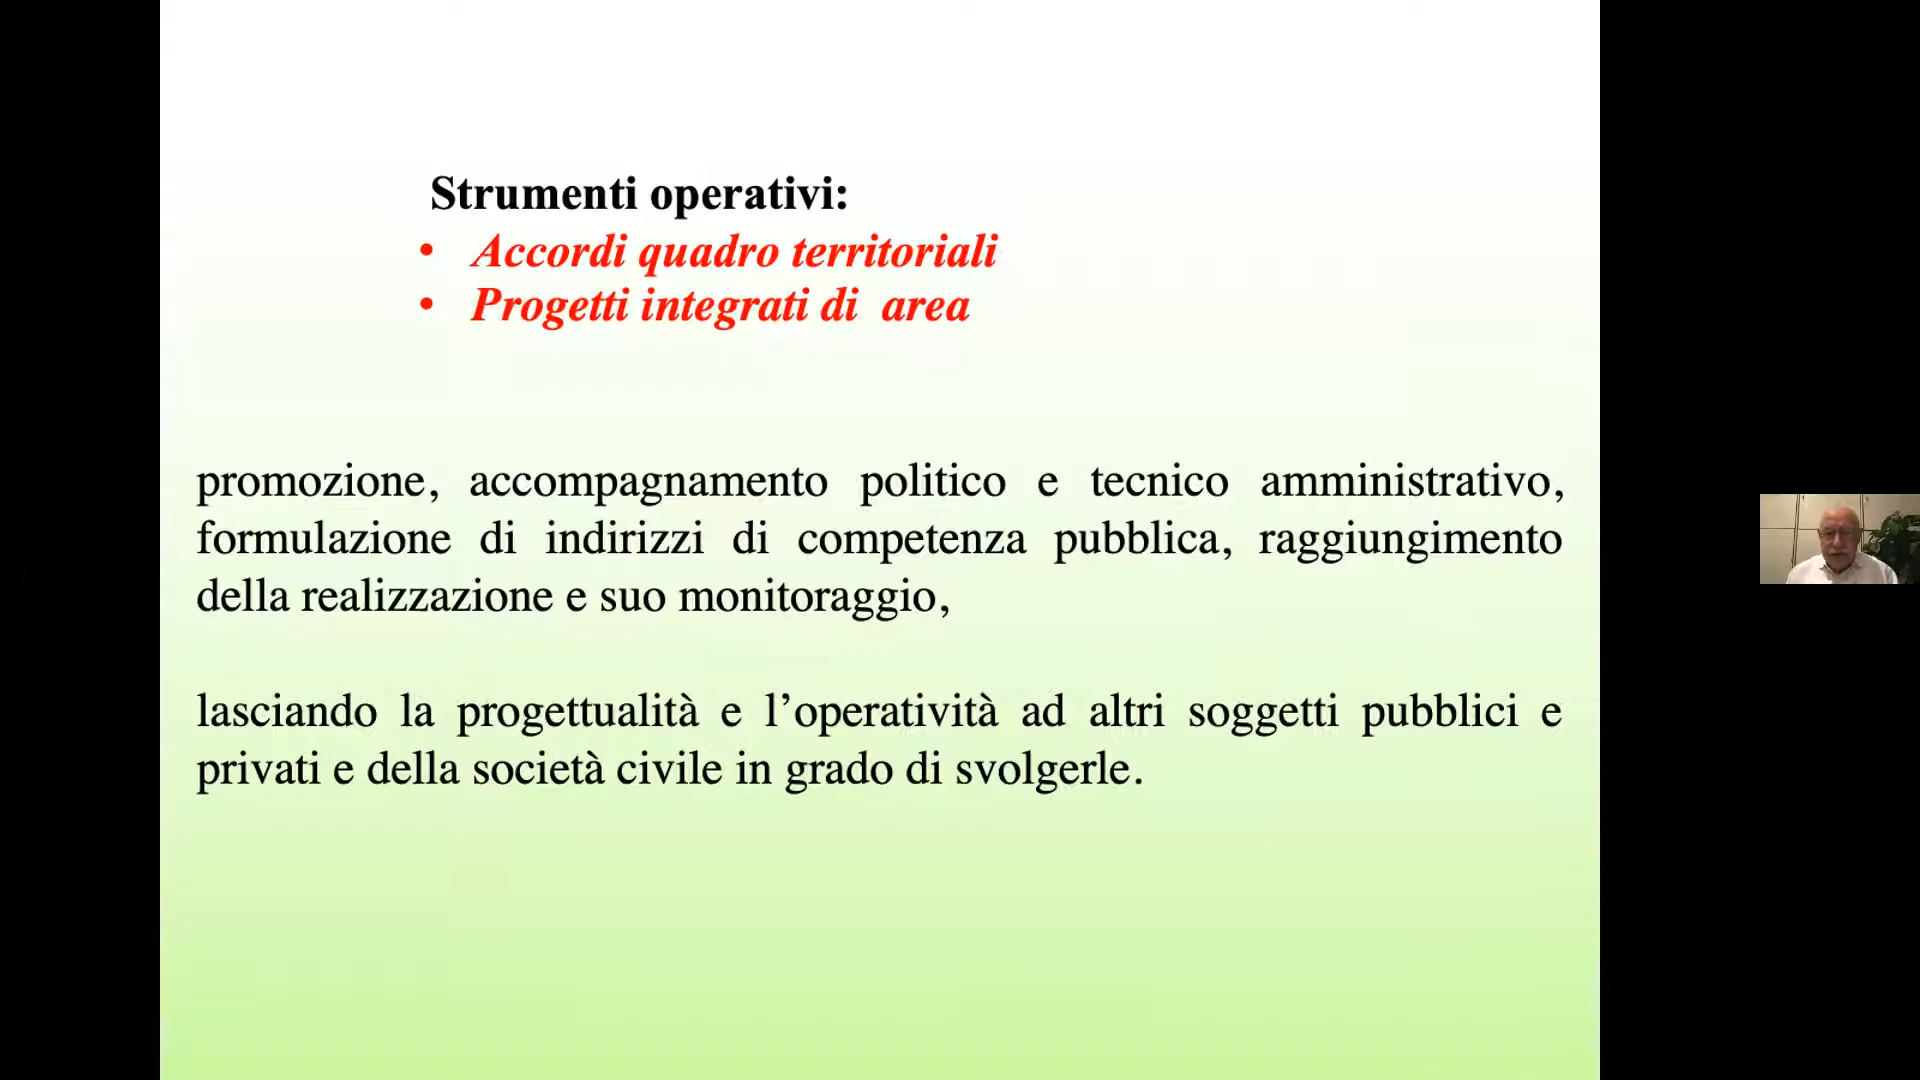 Strumenti operativi:
• Accordi quadro territoriali
• Progetti integrati di area
promozione, accompagnamento politico e tecnico amministrativo,
formulazione di indirizzi di competenza pubblica, raggiungimento
della realizzazione e suo monitoraggio,
lasciando la progettualità e l’operatività ad altri soggetti pubblici e
privati e della società civile in grado di svolgerle.